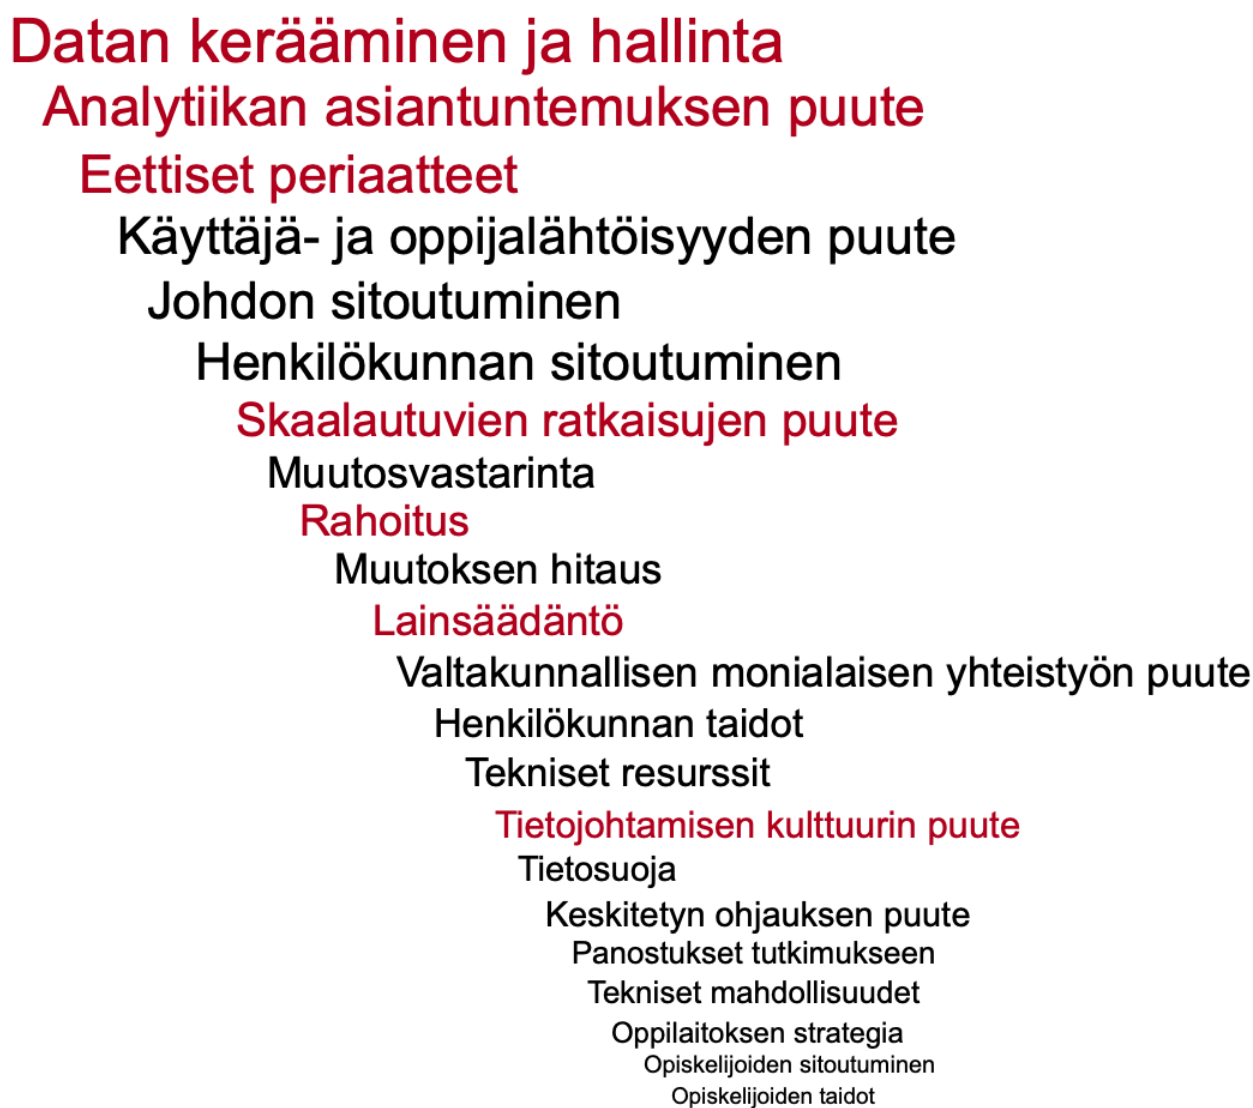 Datan kerääminen ja hallinta
Analytiikan asiantuntemuksen puute
Eettiset periaatteet
Käyttäjä- ja oppijalähtöisyyden puute
Johdon sitoutuminen
Henkilökunnan sitoutuminen
Skaalautuvien ratkaisujen puute
Muutosvastarinta
Rahoitus
Muutoksen hitaus
Lainsäädäntö
Valtakunnallisen monialaisen yhteistyön puute
Henkilökunnan taidot
Tekniset resurssit
Tietojohtamisen kulttuurin puute
Tietosuoja
Keskitetyn ohjauksen puute
Panostukset tutkimukseen
Tekniset mahdollisuudet
Oppilaitoksen strategia
Opiskelijoiden sitoutuminen
Opiskelijoiden taidot